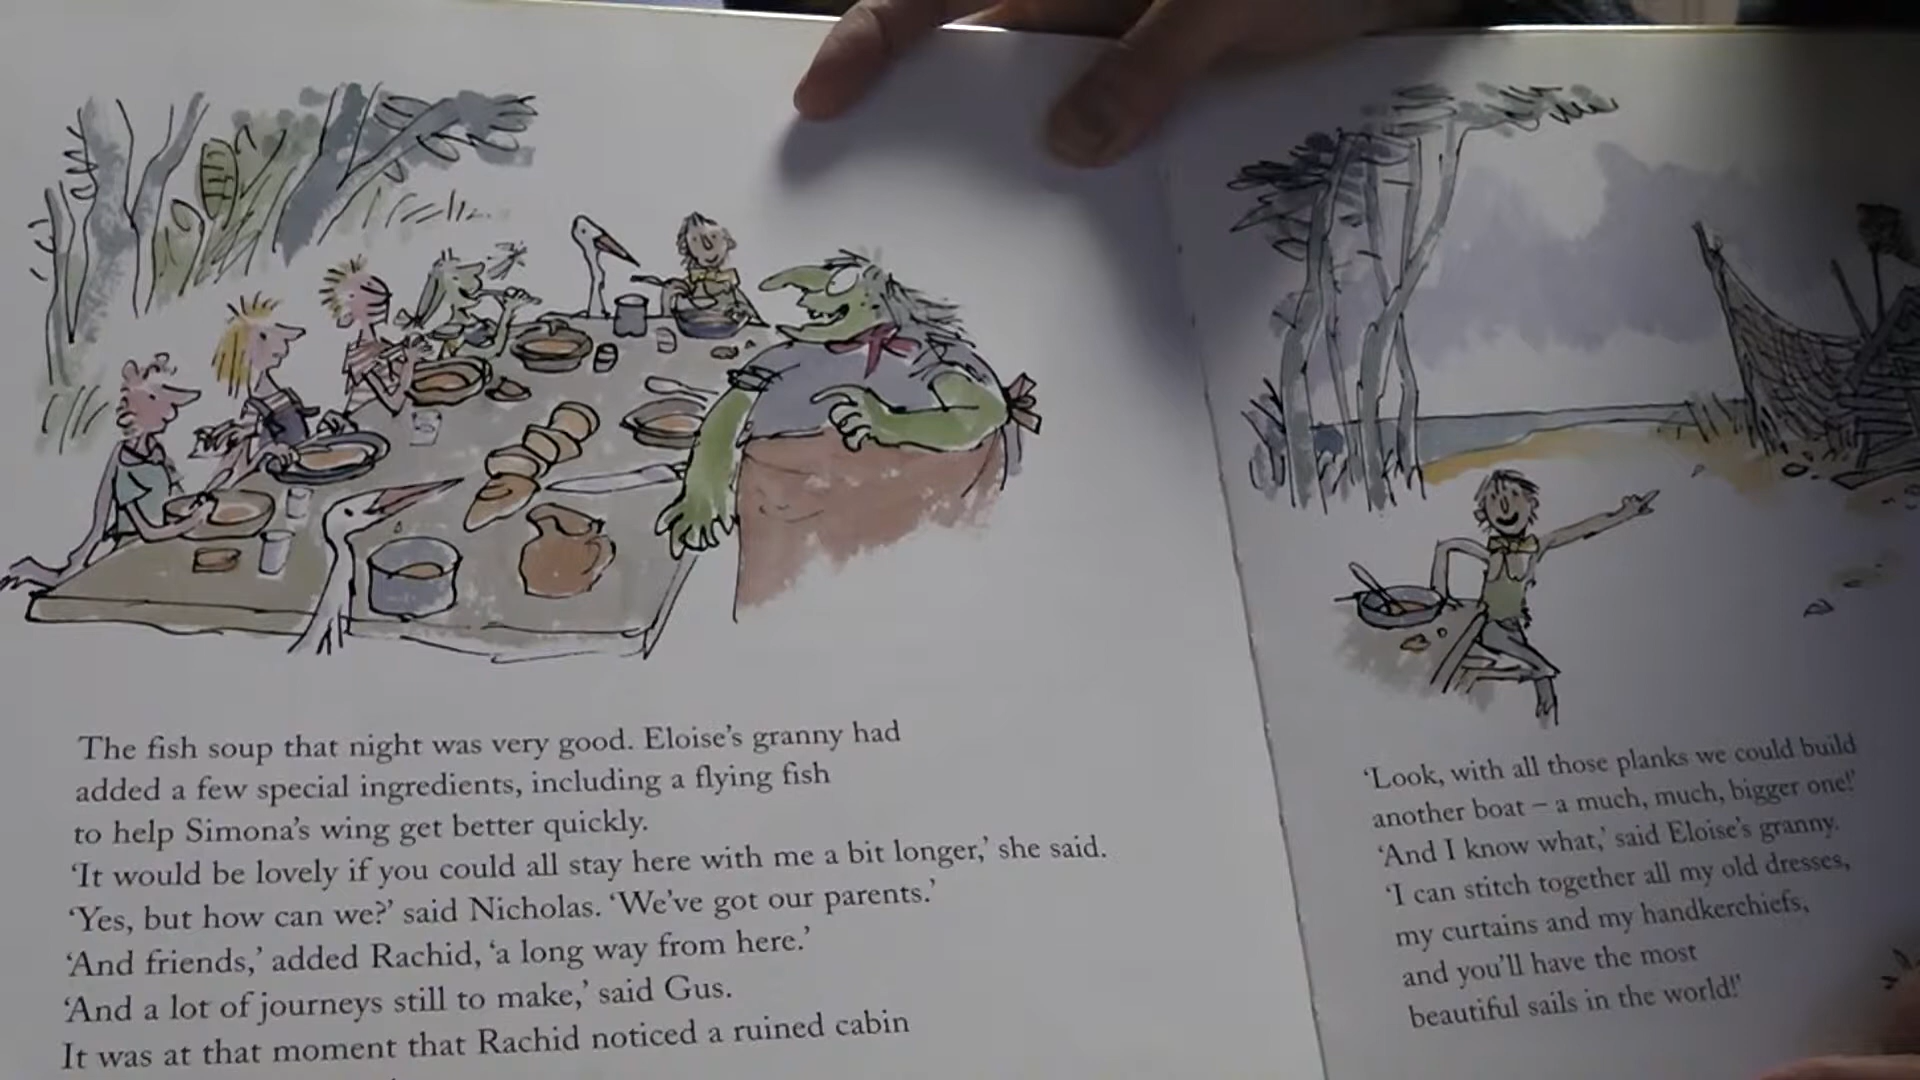 The fish soup that night was very good. Eloise's granny had
added a few special ingredients, including a flying fish
to help Simona's wing get better quickly.
'It would be lovely if you could all stay here with me a bit longer,' she said.
'Yes, but how can we?' said Nicholas. 'We've got our parents.'
'And friends,' added Rachid, 'a long way from here.'
'And a lot of journeys still to make,' said Gus.
It was at that moment that Rachid noticed a ruined cabin
'Look, with all those planks we could build
another boat – a much, much, bigger one!'
'And I know what,' said Eloise's granny.
'I can stitch together all my old dresses,
my curtains and my handkerchiefs,
and you'll have the most
beautiful sails in the world!'